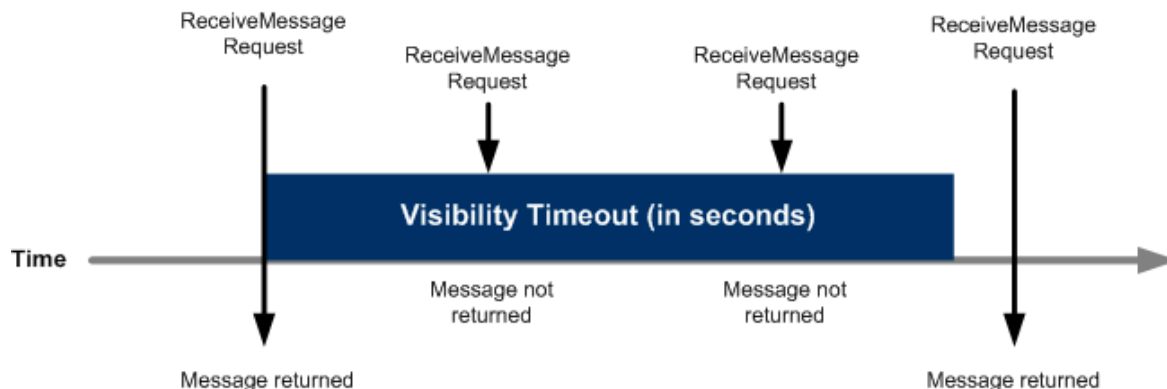 ReceiveMessage
Request
ReceiveMessage
Request
ReceiveMessage
Request
ReceiveMessage
Request
Visibility Timeout (in seconds)
Time
Message not
returned
Message not
returned
Message returned
Message returned